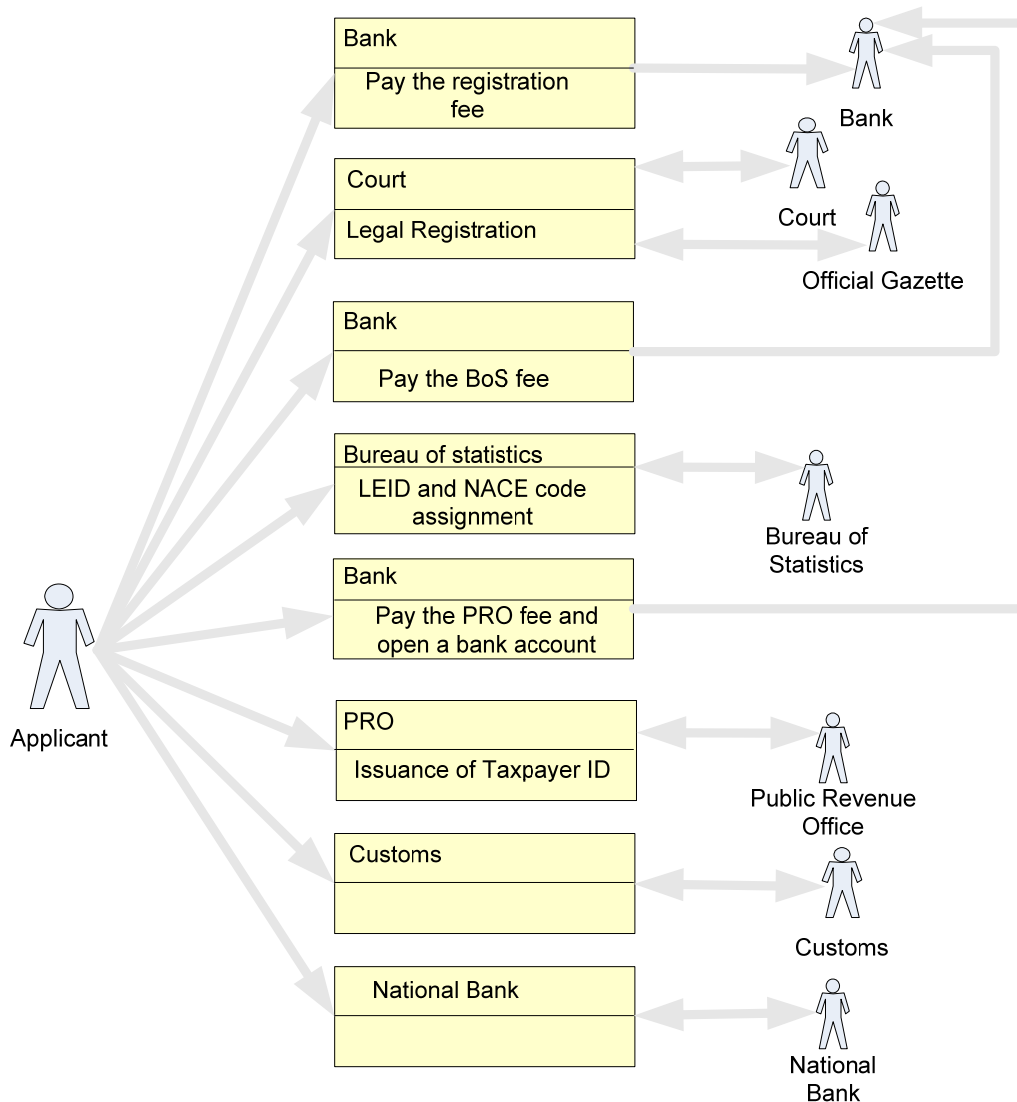 Bank
Pay the registration
fee
Bank
Court
Legal Registration
Court
Official Gazette
Bank
Pay the BoS fee
Bureau of statistics
LEID and NACE code
assignment
Bureau of
Statistics
Bank
Pay the PRO fee and
open a bank account
Applicant
PRO
Issuance of Taxpayer ID
Public Revenue
Office
Customs
Customs
National Bank
National
Bank